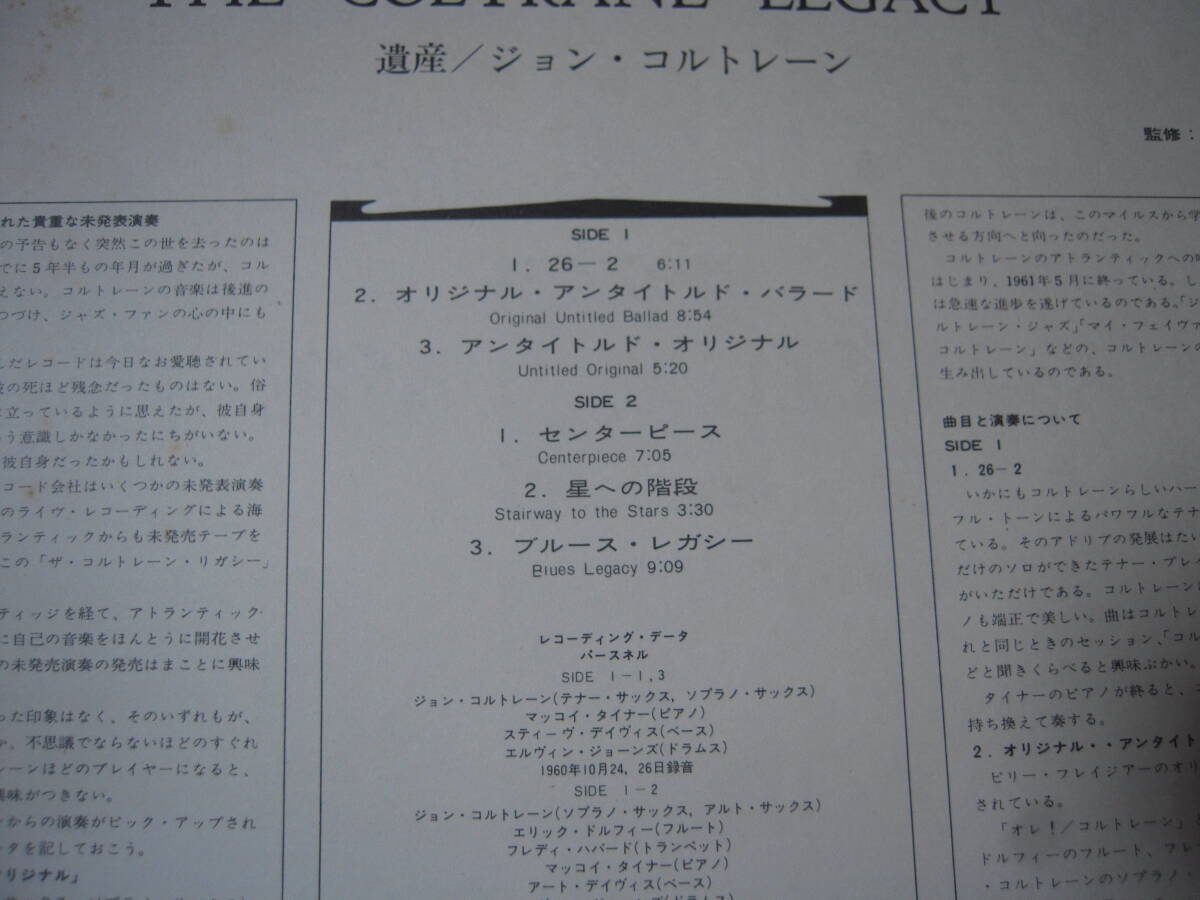 THE COLTRANE LEGACY
遺産／ジョン・コルトレーン
監修：
れた貴重な未発表演奏
の予告もなく突然この世を去ったのは
でに5年半もの年月が過ぎたが、コル
えない。コルトレーンの音楽は後進の
つづけ、ジャズ・ファンの心の中にも
んだレコードは今日なお愛聴されてい
の死ほど残念だったものはない。俗
立っているように思えたが、彼自身
う意識しかなかったにちがいない。
彼自身だったかもしれない。
コード会社はいくつかの未発表演奏
のライヴ・レコーディングによる海
ランティックからも未発売テープを
この「ザ・コルトレーン・リガシー」
ティッジを経て、アトランティック・
に自己の音楽をほんとうに開花させ
の未発売演奏の発売はまことに興味
った印象はなく、そのいずれもが、
か、不思議でならないほどのすぐれ
レーンほどのプレイヤーになると、
興味がつきない。
からの演奏がピック・アップされ
タを記しておこう。
リジナル」
SIDE 1
1. 26－2 6:11
2. オリジナル・アンタイトルド・バラード
Original Untitled Ballad 8:54
3. アンタイトルド・オリジナル
Untitled Original 5:20
SIDE 2
1. センターピース
Centerpiece 7:05
2. 星への階段
Stairway to the Stars 3:30
3. ブルース・レガシー
Blues Legacy 9:09
レコーディング・データ
パースネル
SIDE 1－1,3
ジョン・コルトレーン(テナー・サックス, ソプラノ・サックス)
マッコイ・タイナー(ピアノ)
スティーヴ・デイヴィス(ベース)
エルヴィン・ジョーンズ(ドラムス)
1960年10月24, 26日録音
SIDE 1－2
ジョン・コルトレーン(ソプラノ・サックス, アルト・サックス)
エリック・ドルフィー(フルート)
フレディ・ハバード(トランペット)
マッコイ・タイナー(ピアノ)
アート・デイヴィス(ベース)
後のコルトレーンは、このマイルスから学
させる方向へと向ったのだった。
コルトレーンのアトランティックへの
はじまり、1961年5月に終っている。し
は急速な進歩を遂げているのである。「ジ
ルトレーン・ジャズ」「マイ・フェイヴァ
コルトレーン」などの、コルトレーンの
生み出しているのである。
曲目と演奏について
SIDE 1
1. 26－2
いかにもコルトレーンらしいハー
フル・トーンによるパワフルなテナ
ている。そのアドリブの発展はたい
だけのソロができたテナー・プレイ
がいただけである。コルトレーン
ノも端正で美しい。曲はコルトレ
れと同じときのセッション、「コル
どと聞きくらべると興味ぶかい。
タイナーのピアノが終ると、
持ち換えて奏する。
2. オリジナル・・アンタイト
ビリー・フレイジアーのオリ
されている。
「オレ！／コルトレーン」
ドルフィーのフルート、フレ
・コルトレーンのソプラノ・